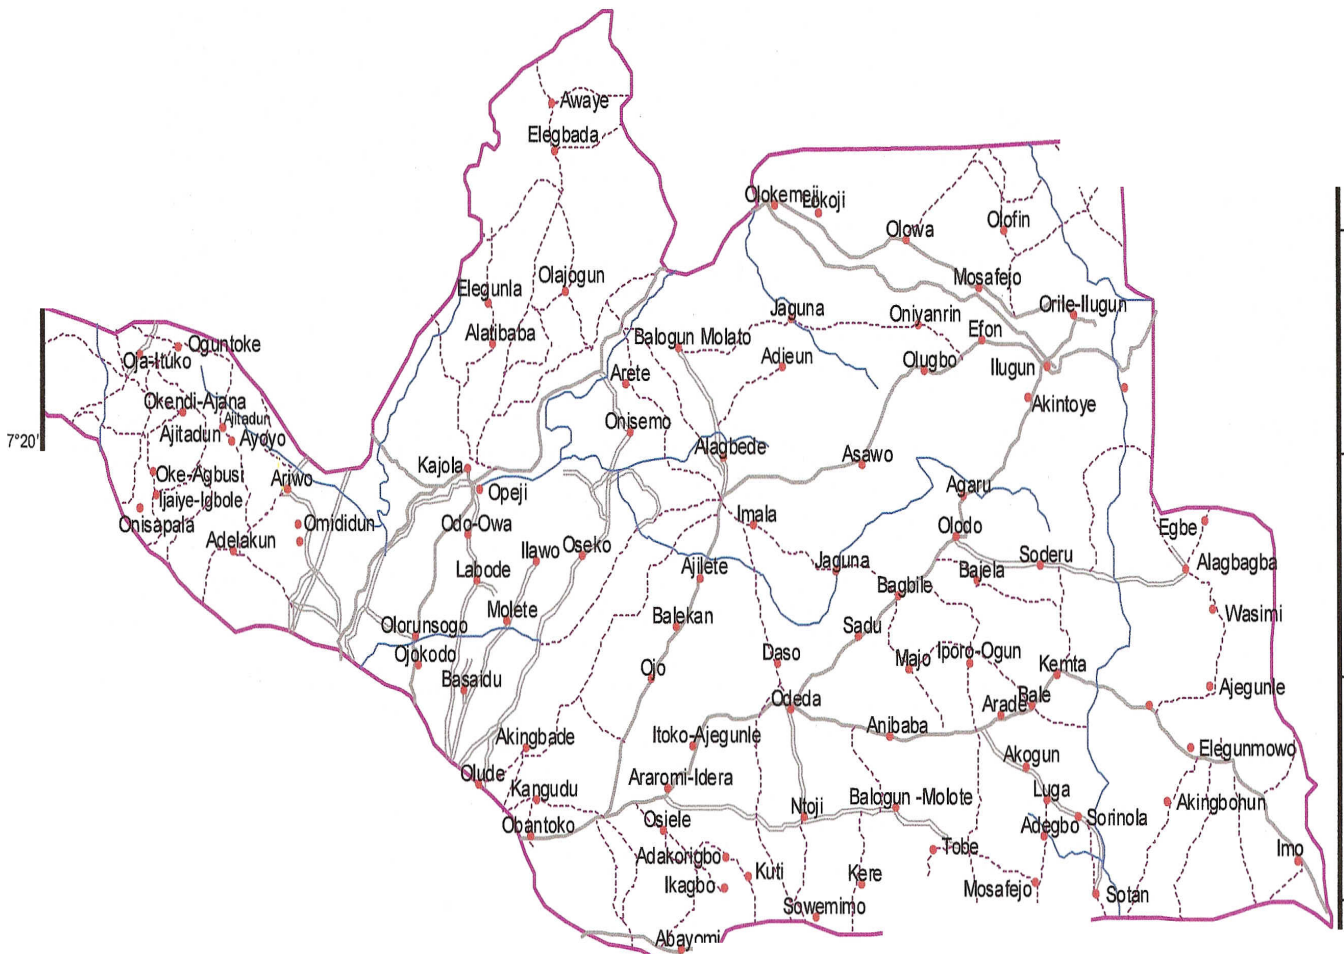 Awaye
Elegbada
Olokemeji
Lokoji
Olofin
Olowa
Mosafejo
Olajogun
Elegunla
Orile-Ilugun
Jaguna
Oniyanrin
Efon
Alatibaba
Balogun Molato
Oguntoke
Oja-Ituko
Adieun
Olugbo
Ilugun
Arete
Okendi-Ajana
Akintoye
Ajitadun
Onisemo
Ajitadun
Ayoyo
7°20'
Alagbede
Asawo
Kajola
Oke-Agbusi
Ariwo
Agaru
Opeji
Ijaiye-Igbole
Imala
Onisapala
Omididun
Odo-Owa
Olodo
Egbe
Adelakun
Ilawo
Oseko
Soderu
Jaguna
Alagbagba
Ajilete
Labode
Bajela
Bagbile
Molete
Balekan
Wasimi
Olorunsogo
Sadu
Ojokodo
Daso
Majo
Iporo-Ogun
Kemta
Ojo
Basaidu
Ajegunle
Odeda
Bale
Arade
Anibaba
Akingbade
Itoko-Ajegunle
Elegunmowo
Akogun
Olude
Araromi-Idera
Kangudu
Luga
Ntoji
Balogun -Molote
Akingbohun
Osiele
Sorinola
Obantoko
Adegbo
Tobe
Imo
Adakorigbo
Kuti
Kere
Ikagbo
Mosafejo
Sotan
Sowemimo
Abayomi